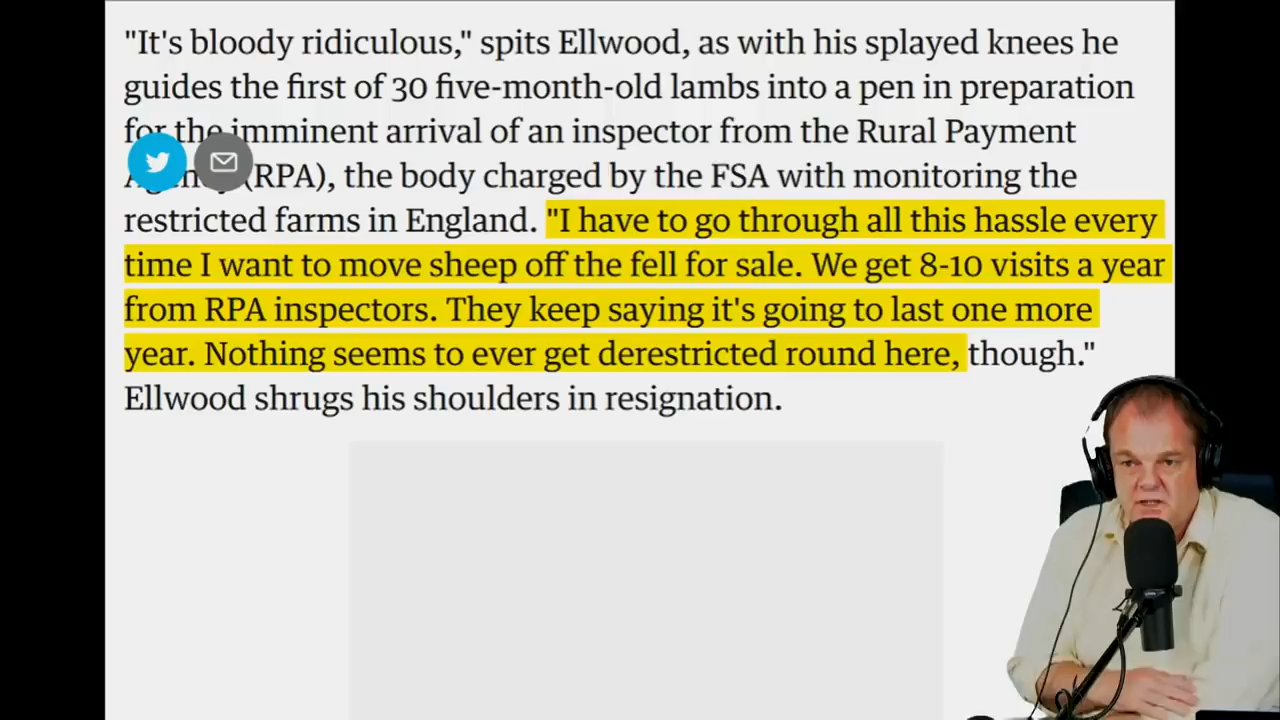 "It's bloody ridiculous," spits Ellwood, as with his splayed knees he
guides the first of 30 five-month-old lambs into a pen in preparation
for the imminent arrival of an inspector from the Rural Payment
(RPA), the body charged by the FSA with monitoring the
restricted farms in England. "I have to go through all this hassle every
time I want to move sheep off the fell for sale. We get 8-10 visits a year
from RPA inspectors. They keep saying it's going to last one more
year. Nothing seems to ever get derestricted round here, though."
Ellwood shrugs his shoulders in resignation.